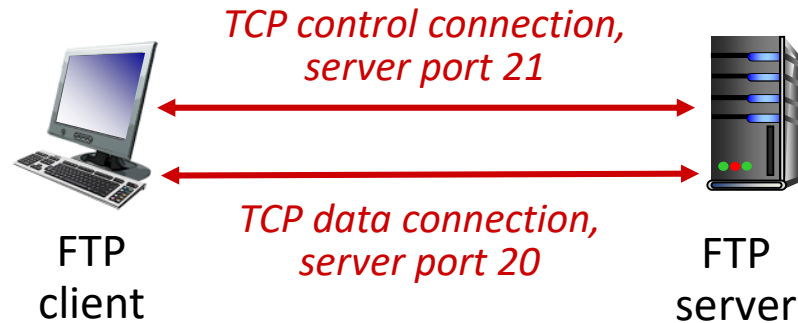 TCP control connection,
server port 21
TCP data connection,
server port 20
FTP
client
FTP
server